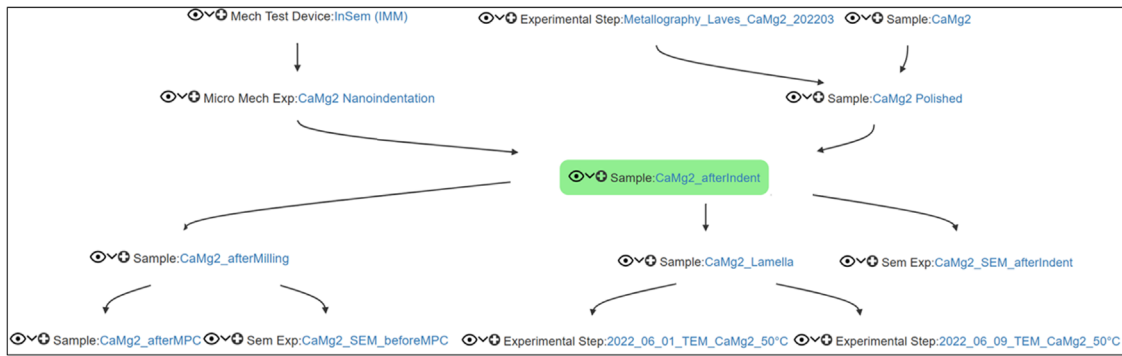 Mech Test Device:InSem (IMM)
Experimental Step:Metallography_Laves_CaMg2_202203
Sample:CaMg2
Micro Mech Exp:CaMg2 Nanoindentation
Sample:CaMg2 Polished
Sample:CaMg2_afterIndent
Sample:CaMg2_afterMilling
Sample:CaMg2_Lamella
Sem Exp:CaMg2_SEM_afterIndent
Sample:CaMg2_afterMPC
Sem Exp:CaMg2_SEM_beforeMPC
Experimental Step:2022_06_01_TEM_CaMg2_50°C
Experimental Step:2022_06_09_TEM_CaMg2_50°C